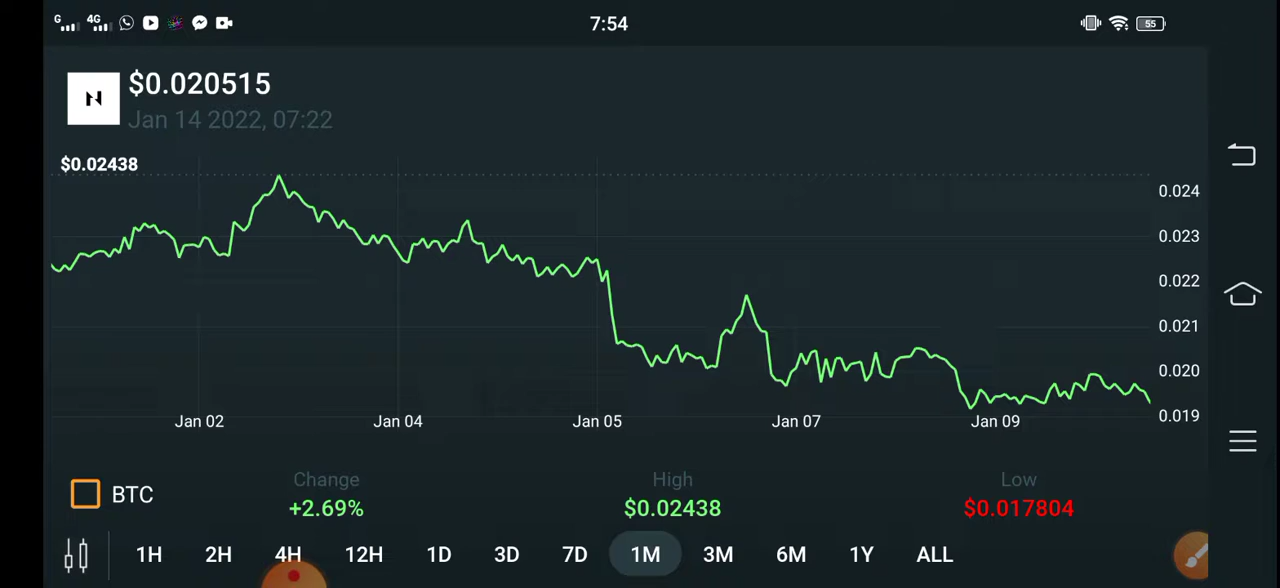 G 4G 7:54 55
$0.020515
Jan 14 2022, 07:22
$0.02438
0.024
0.023
0.022
0.021
0.020
0.019
Jan 02 Jan 04 Jan 05 Jan 07 Jan 09
Change High Low
BTC +2.69% $0.02438 $0.017804
1H 2H 4H 12H 1D 3D 7D 1M 3M 6M 1Y ALL